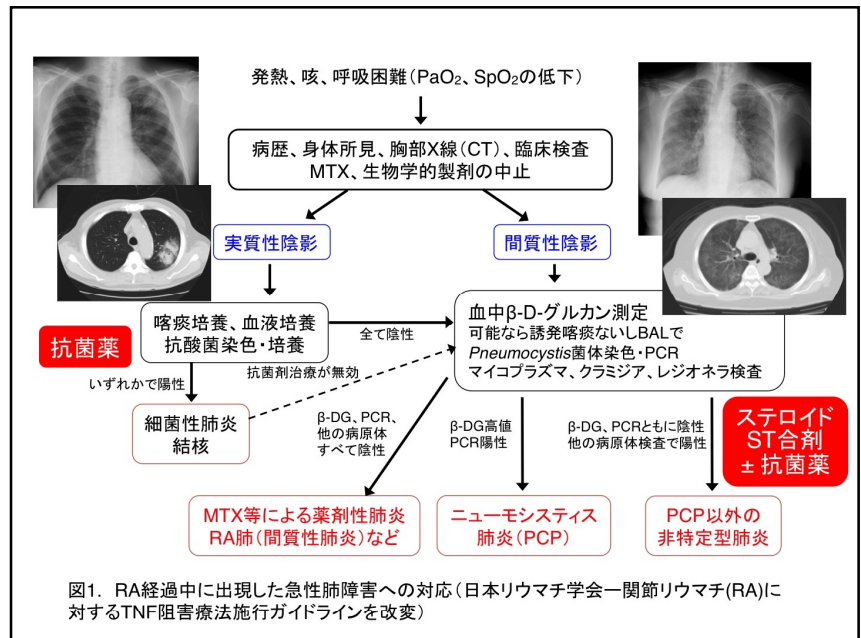 発熱、咳、呼吸困難（PaO₂、SpO₂の低下）
病歴、身体所見、胸部X線（CT）、臨床検査
MTX、生物学的製剤の中止
実質性陰影
間質性陰影
喀痰培養、血液培養
抗酸菌染色・培養
全て陰性
血中β-D-グルカン測定
可能なら誘発喀痰ないしBALで
Pneumocystis菌体染色・PCR
マイコプラズマ、クラミジア、レジオネラ検査
抗菌薬
いずれかで陽性
抗菌剤治療が無効
細菌性肺炎
結核
β-DG、PCR、
他の病原体
すべて陰性
β-DG高値
PCR陽性
β-DG、PCRともに陰性
他の病原体検査で陽性
ステロイド
ST合剤
± 抗菌薬
MTX等による薬剤性肺炎
RA肺（間質性肺炎）など
ニューモシスティス
肺炎（PCP）
PCP以外の
非特定型肺炎
図1．RA経過中に出現した急性肺障害への対応（日本リウマチ学会ー関節リウマチ(RA)に
対するTNF阻害療法施行ガイドラインを改変）